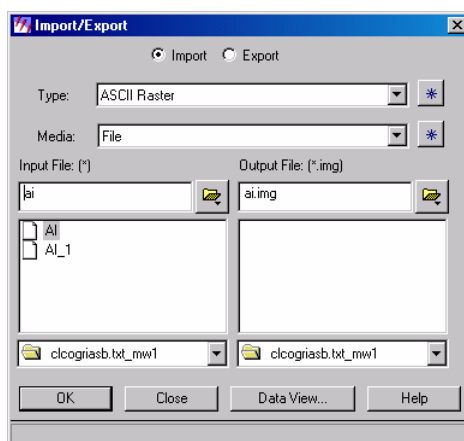 Import/Export
Import Export
Type: ASCII Raster
Media: File
Input File: (*) Output File: (*.img)
ai ai.img
AI
AI_1
clcogriasb.txt_mw1 clcogriasb.txt_mw1
OK Close Data View... Help